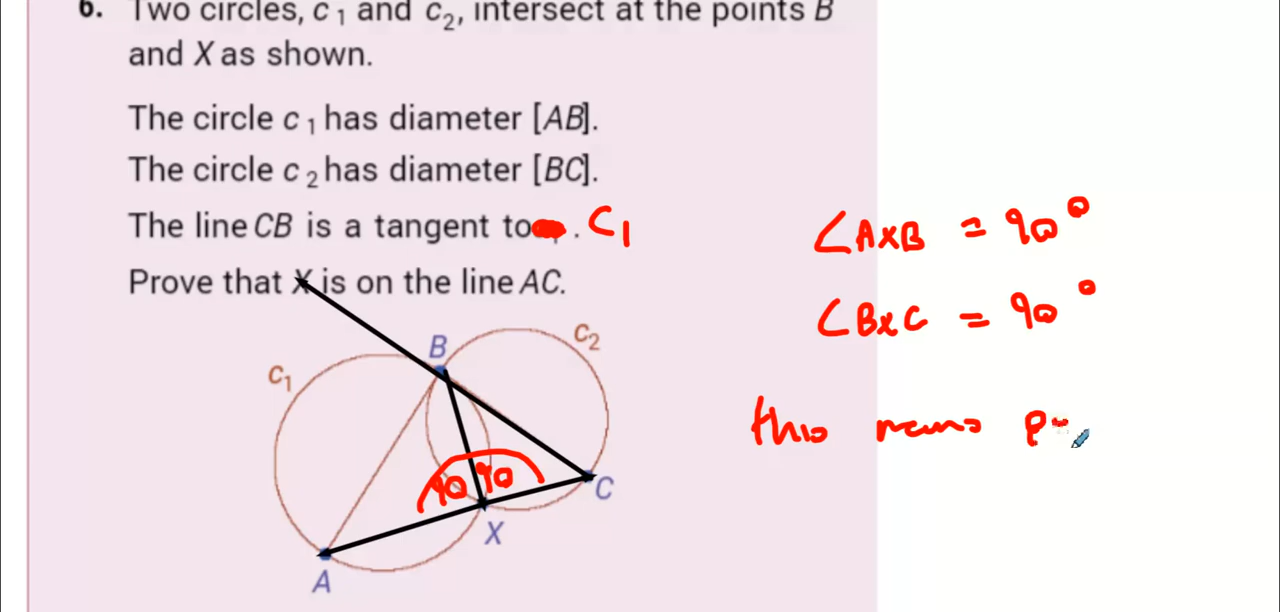 6. Two circles, c1 and c2, intersect at the points B
and X as shown.
The circle c1 has diameter [AB].
The circle c2 has diameter [BC].
The line CB is a tangent to . C1
Prove that X is on the line AC.
∠AXB = 90°
∠BXC = 90°
this means
B
c2
c1
90 90
C
X
A